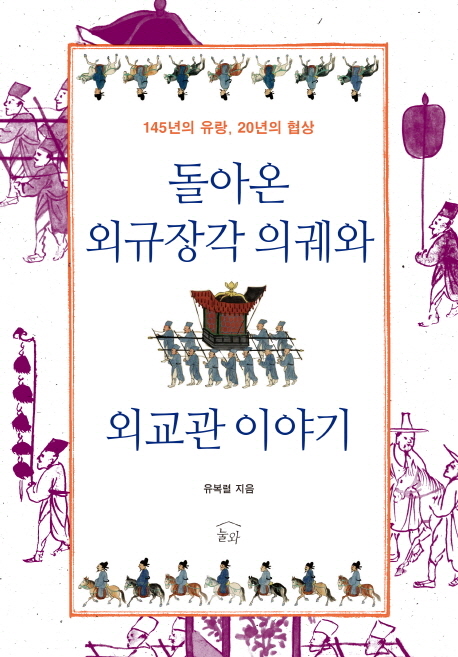 145년의 유랑, 20년의 협상
돌아온
외규장각 의궤와
외교관 이야기
유복렬 지음
눌와